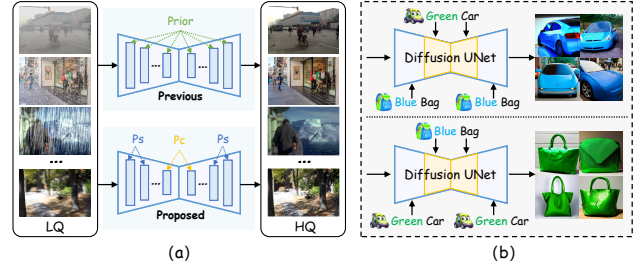 Prior
...
...
Previous
Ps
Pc
Ps
...
...
Proposed
...
LQ
...
HQ
(a)
Green Car
Diffusion UNet
Blue Bag
Blue Bag
Blue Bag
Diffusion UNet
Green Car
Green Car
(b)